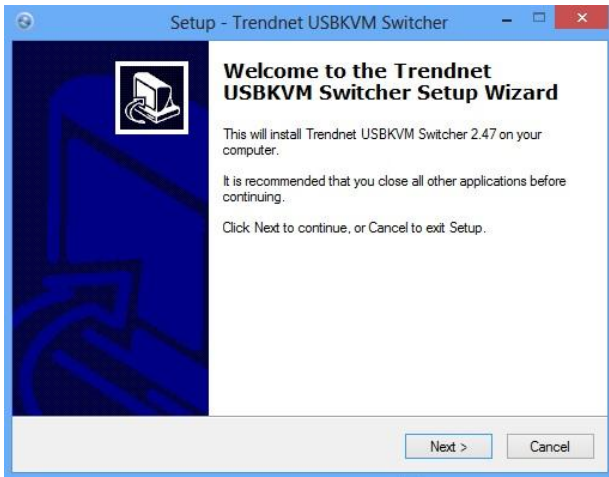 Setup - Trendnet USBKVM Switcher
Welcome to the Trendnet
USBKVM Switcher Setup Wizard
This will install Trendnet USBKVM Switcher 2.47 on your
computer.
It is recommended that you close all other applications before
continuing.
Click Next to continue, or Cancel to exit Setup.
Next >
Cancel